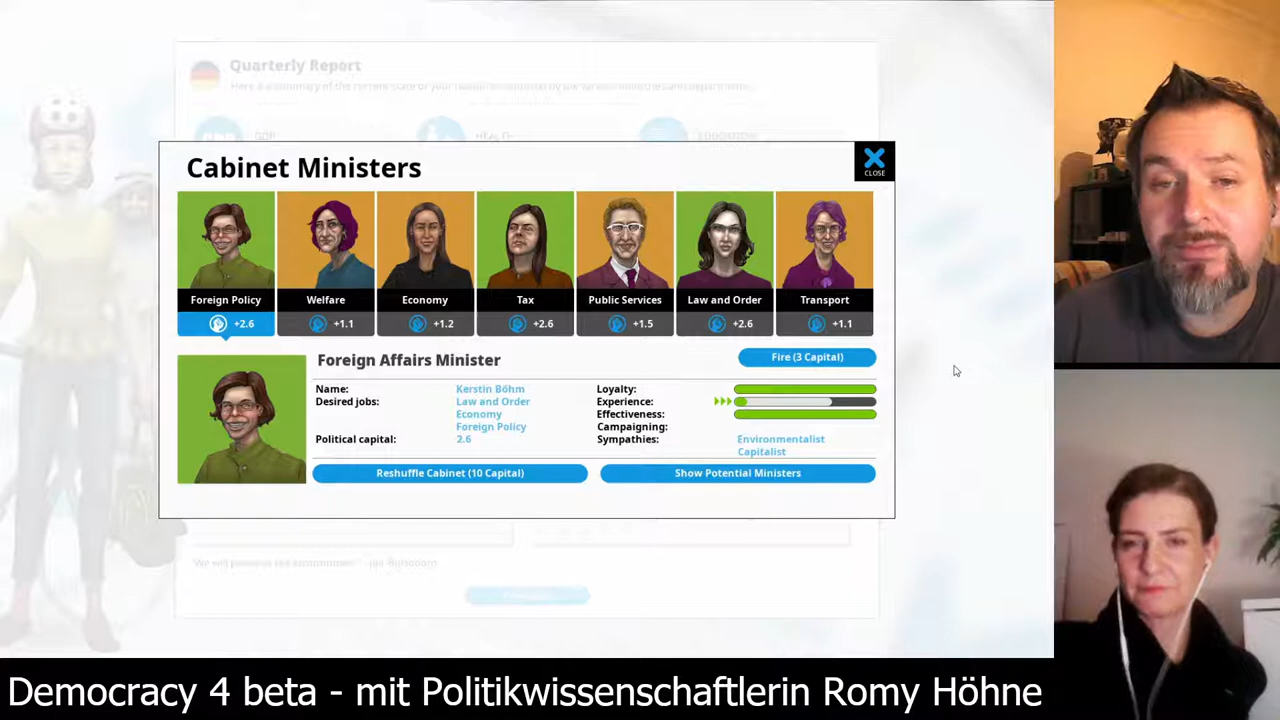 Quarterly Report
Cabinet Ministers
CLOSE
Foreign Policy
Welfare
Economy
Tax
Public Services
Law and Order
Transport
+2.6
+1.1
+1.2
+2.6
+1.5
+2.6
+1.1
Foreign Affairs Minister
Fire (3 Capital)
Name: Kerstin Böhm
Desired jobs: Law and Order
Economy
Foreign Policy
Political capital: 2.6
Loyalty:
Experience:
Effectiveness:
Campaigning:
Sympathies: Environmentalist
Capitalist
Reshuffle Cabinet (10 Capital)
Show Potential Ministers
Democracy 4 beta - mit Politikwissenschaftlerin Romy Höhne